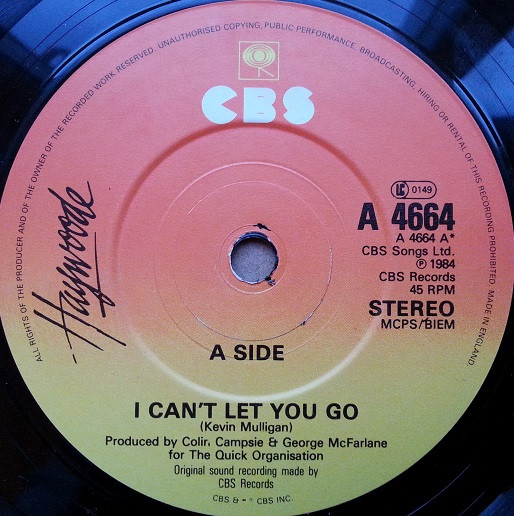 ALL RIGHTS OF THE PRODUCER AND OF THE OWNER OF THE RECORDED WORK RESERVED. UNAUTHORISED COPYING, PUBLIC PERFORMANCE, BROADCASTING, HIRING OR RENTAL OF THIS RECORDING PROHIBITED. MADE IN ENGLAND.
CBS
Haywoode
LC 0149
A 4664
A 4664 A*
CBS Songs Ltd.
℗ 1984
CBS Records
45 RPM
STEREO
MCPS/BIEM
A SIDE
I CAN'T LET YOU GO
(Kevin Mulligan)
Produced by Colin Campsie & George McFarlane
for The Quick Organisation
Original sound recording made by
CBS Records
CBS & - ® CBS INC.